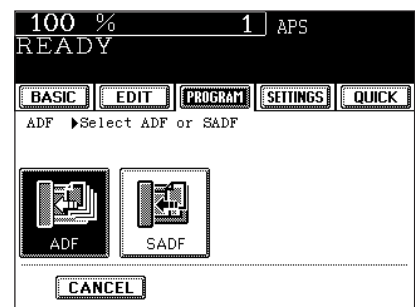 100 % 1 APS
READY
BASIC EDIT PROGRAM SETTINGS QUICK
ADF ▶Select ADF or SADF
ADF SADF
CANCEL